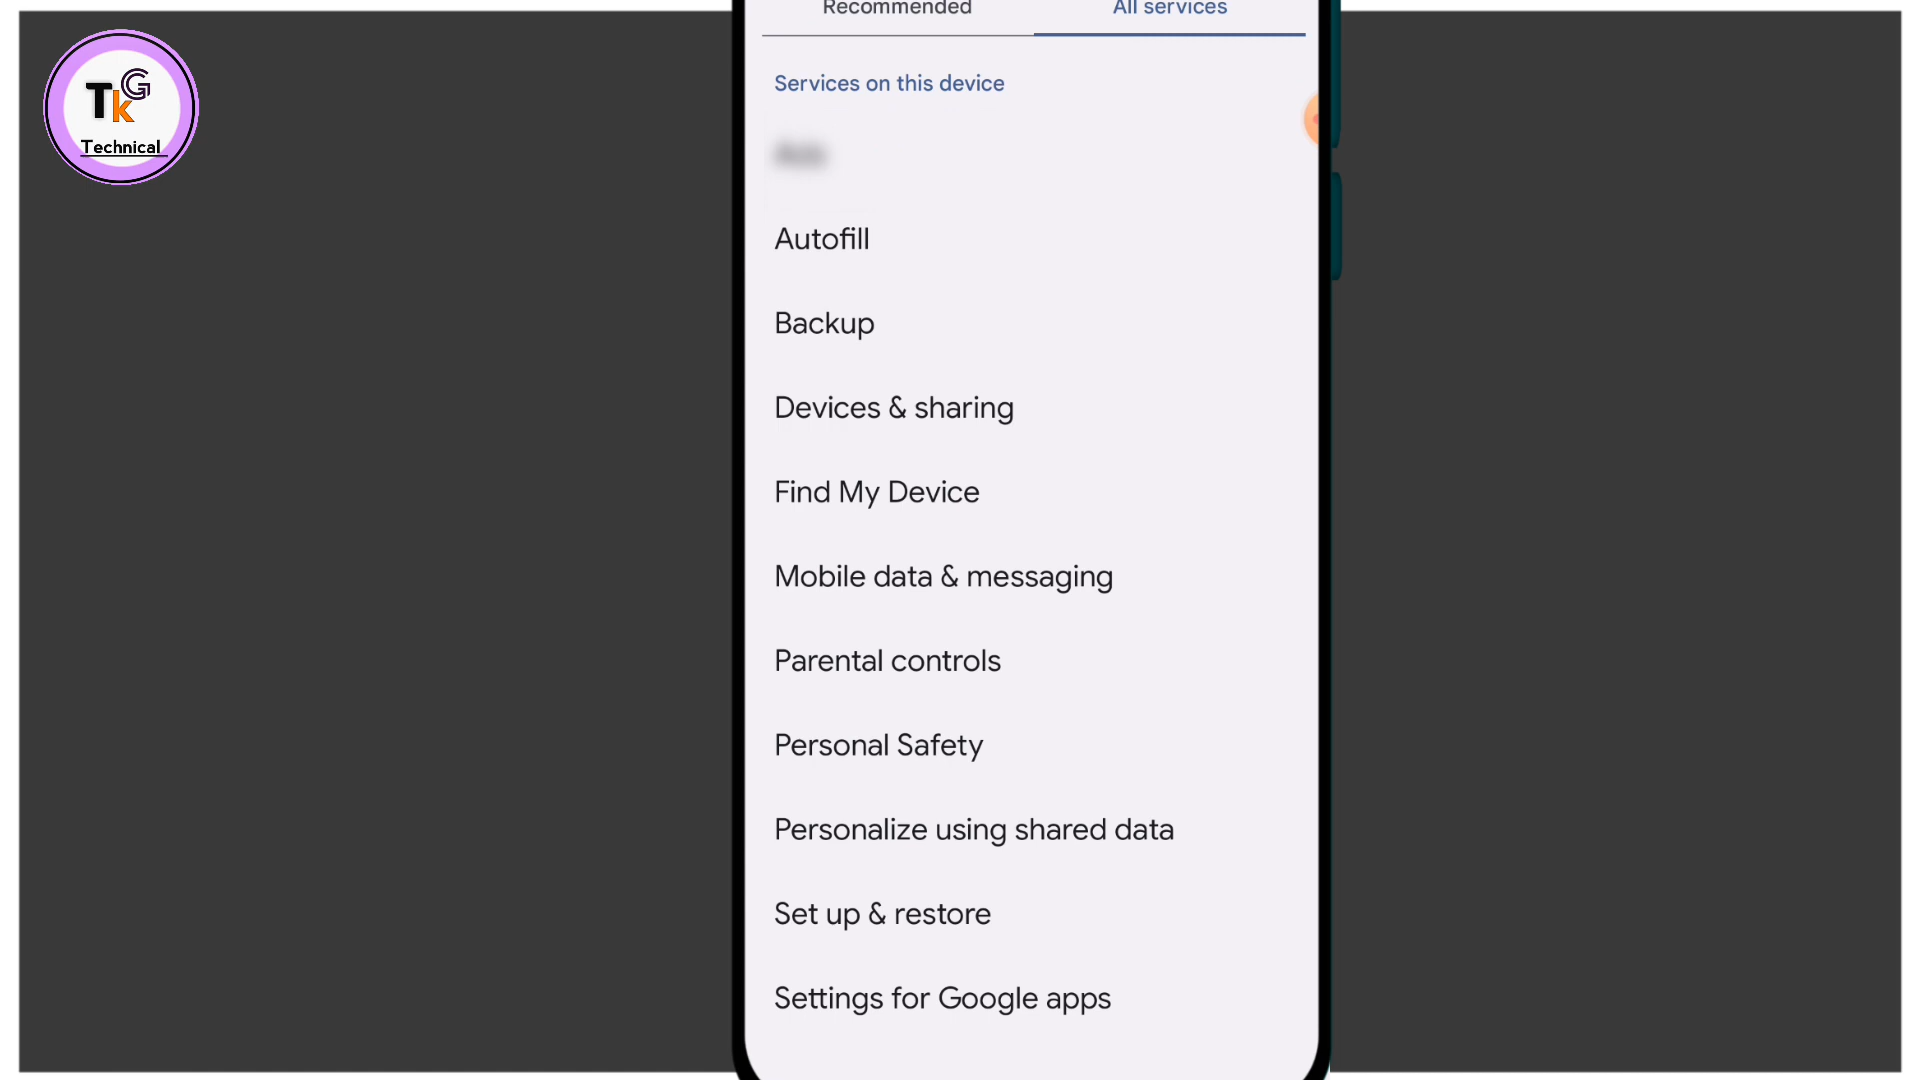 TkG
Technical
Recommended
All services
Services on this device
Autofill
Backup
Devices & sharing
Find My Device
Mobile data & messaging
Parental controls
Personal Safety
Personalize using shared data
Set up & restore
Settings for Google apps